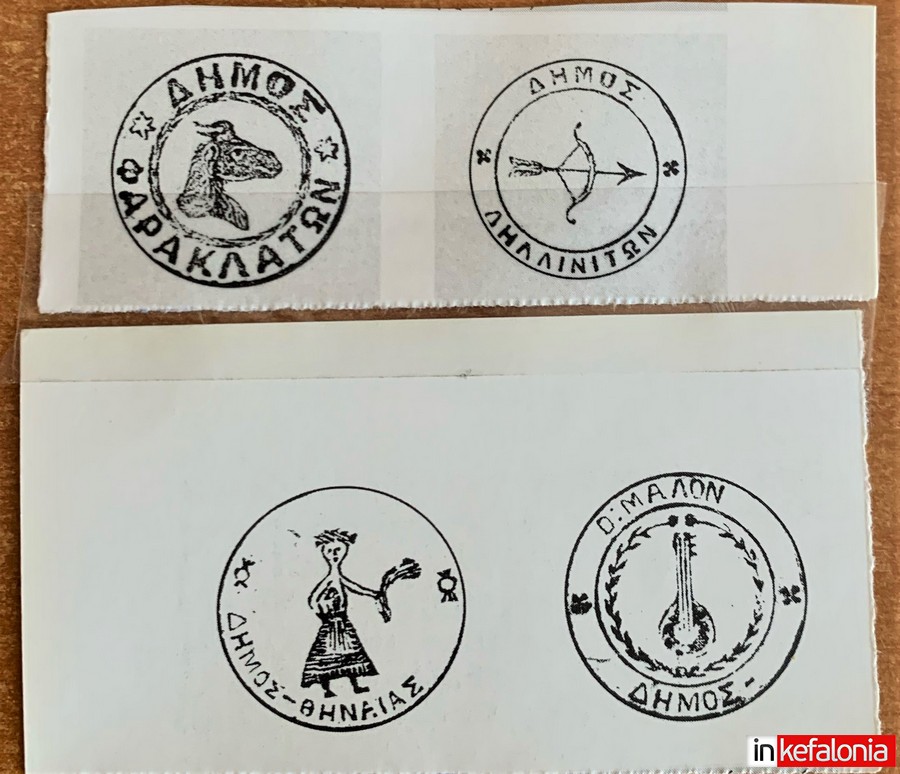 ΔΗΜΟΣ
ΦΑΡΑΚΛΑΤΩΝ
ΔΗΜΟΣ
ΔΗΛΛΙΝΙΤΩΝ
ΔΗΜΟΣ-ΘΗΝΑΙΑΣ
Ο: ΜΑΛΟΝ
ΔΗΜΟΣ-
inkefalonia